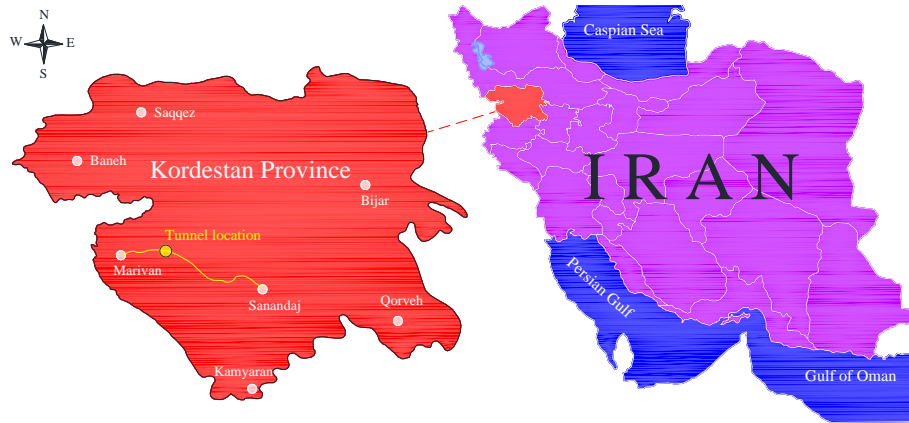 N
W E
S
Saqqez
Baneh
Kordestan Province
Bijar
Tunnel location
Marivan
Sanandaj
Qorveh
Kamyaran
Caspian Sea
IRAN
Persian Gulf
Gulf of Oman